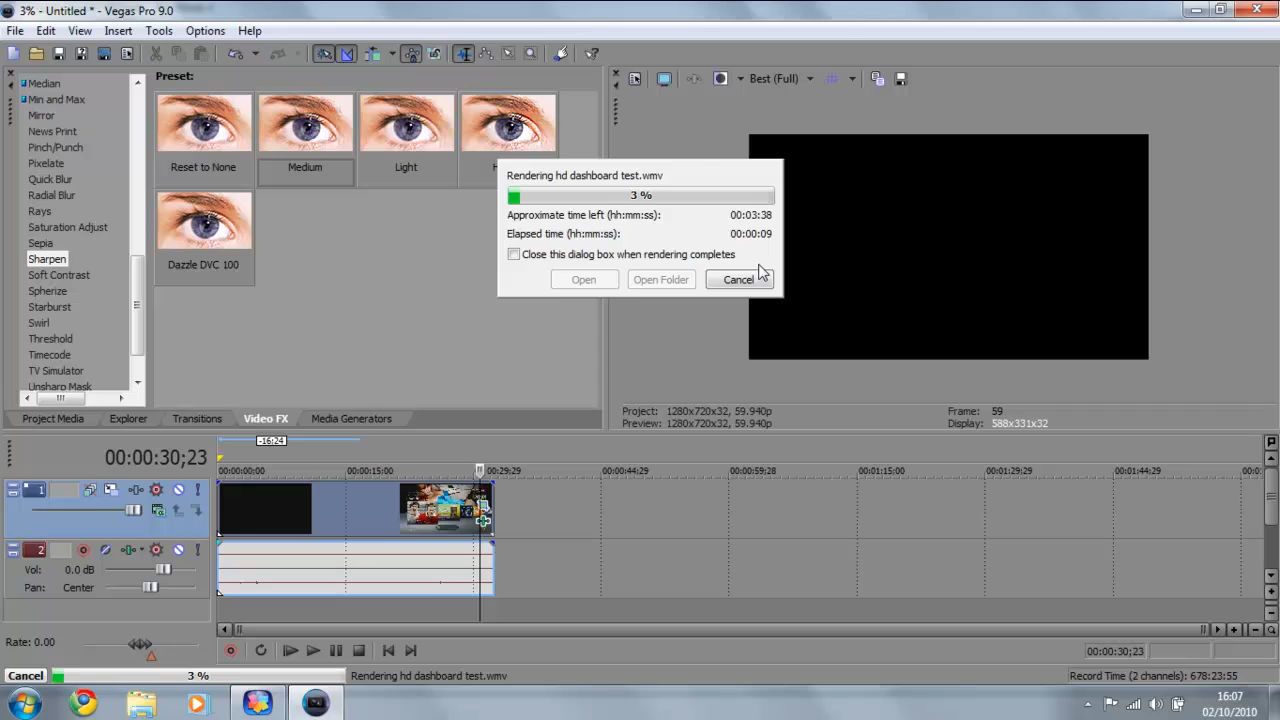 3% - Untitled * - Vegas Pro 9.0
File Edit View Insert Tools Options Help
Median
Min and Max
Mirror
News Print
Pinch/Punch
Pixelate
Quick Blur
Radial Blur
Rays
Saturation Adjust
Sepia
Sharpen
Soft Contrast
Spherize
Starburst
Swirl
Threshold
Timecode
TV Simulator
Unsharp Mask
Preset:
Reset to None Medium Light
Dazzle DVC 100
Best (Full)
Rendering hd dashboard test.wmv
3 %
Approximate time left (hh:mm:ss): 00:03:38
Elapsed time (hh:mm:ss): 00:00:09
Close this dialog box when rendering completes
Open Open Folder Cancel
Project: 1280x720x32, 59.940p Frame: 59
Preview: 1280x720x32, 59.940p Display: 588x331x32
Project Media Explorer Transitions Video FX Media Generators
-16:24
00:00:30;23
00:00:00;00 00:00:15;00 00:00:29;29 00:00:44;29 00:00:59;28 00:01:15;00 00:01:29;29 00:01:44;29 00:0
1
2
Vol: 0.0 dB
Pan: Center
Rate: 0.00
00:00:30;23
Cancel 3 % Rendering hd dashboard test.wmv Record Time (2 channels): 678:23:55
16:07
02/10/2010